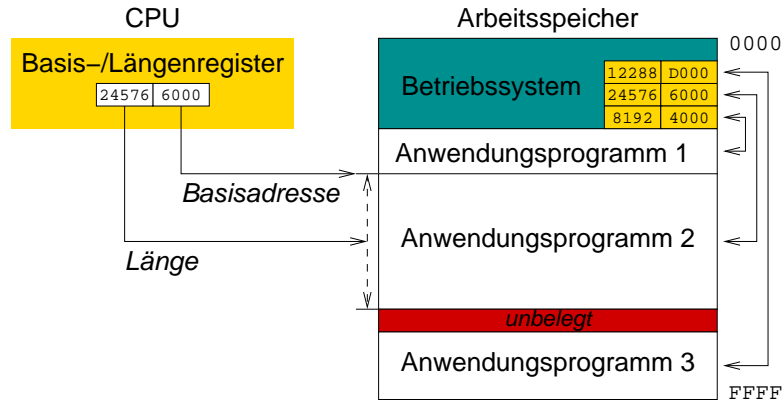 CPU
Arbeitsspeicher
0000
Basis–/Längenregister
24576 6000
Betriebssystem
12288 D000
24576 6000
8192 4000
Anwendungsprogramm 1
Basisadresse
Anwendungsprogramm 2
Länge
unbelegt
Anwendungsprogramm 3
FFFF